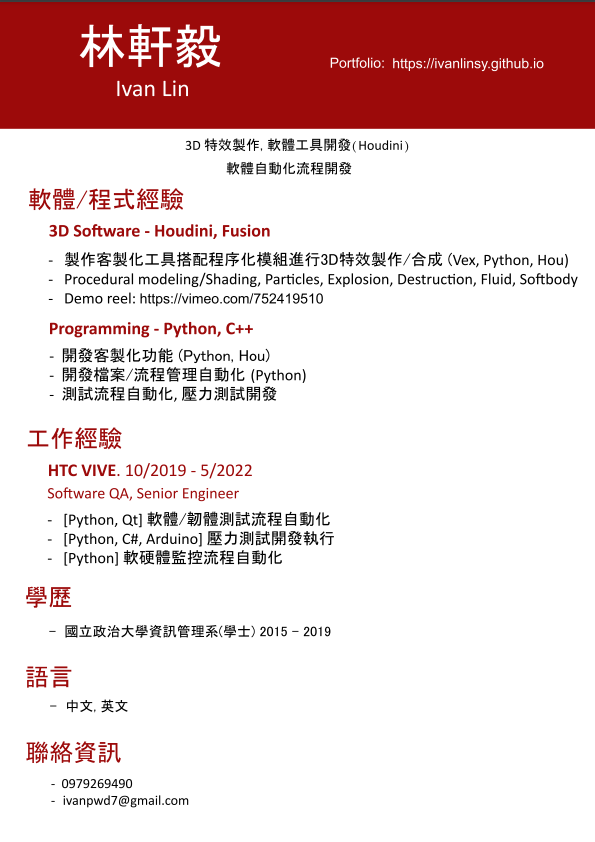 林軒毅
Ivan Lin
Portfolio: https://ivanlinsy.github.io
3D 特效製作, 軟體工具開發(Houdini)
軟體自動化流程開發
軟體/程式經驗
3D Software - Houdini, Fusion
- 製作客製化工具搭配程序化模組進行3D特效製作/合成 (Vex, Python, Hou)
- Procedural modeling/Shading, Particles, Explosion, Destruction, Fluid, Softbody
- Demo reel: https://vimeo.com/752419510
Programming - Python, C++
- 開發客製化功能 (Python, Hou)
- 開發檔案/流程管理自動化 (Python)
- 測試流程自動化, 壓力測試開發
工作經驗
HTC VIVE. 10/2019 - 5/2022
Software QA, Senior Engineer
- [Python, Qt] 軟體/韌體測試流程自動化
- [Python, C#, Arduino] 壓力測試開發執行
- [Python] 軟硬體監控流程自動化
學歷
- 國立政治大學資訊管理系(學士) 2015 - 2019
語言
- 中文, 英文
聯絡資訊
- 0979269490
- ivanpwd7@gmail.com